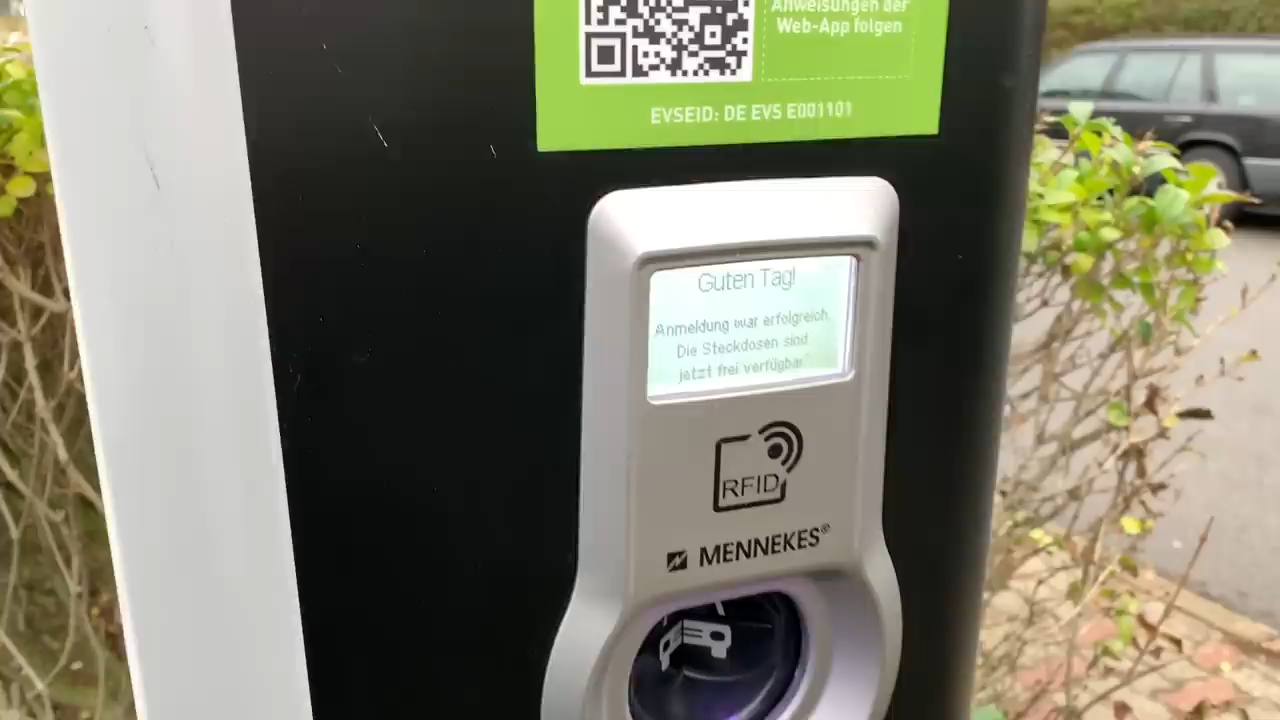 Anweisungen der
Web-App folgen
EVSEID: DE EVS E001101
Guten Tag!
Anmeldung war erfolgreich.
Die Steckdosen sind
jetzt frei verfügbar
RFID
MENNEKES®